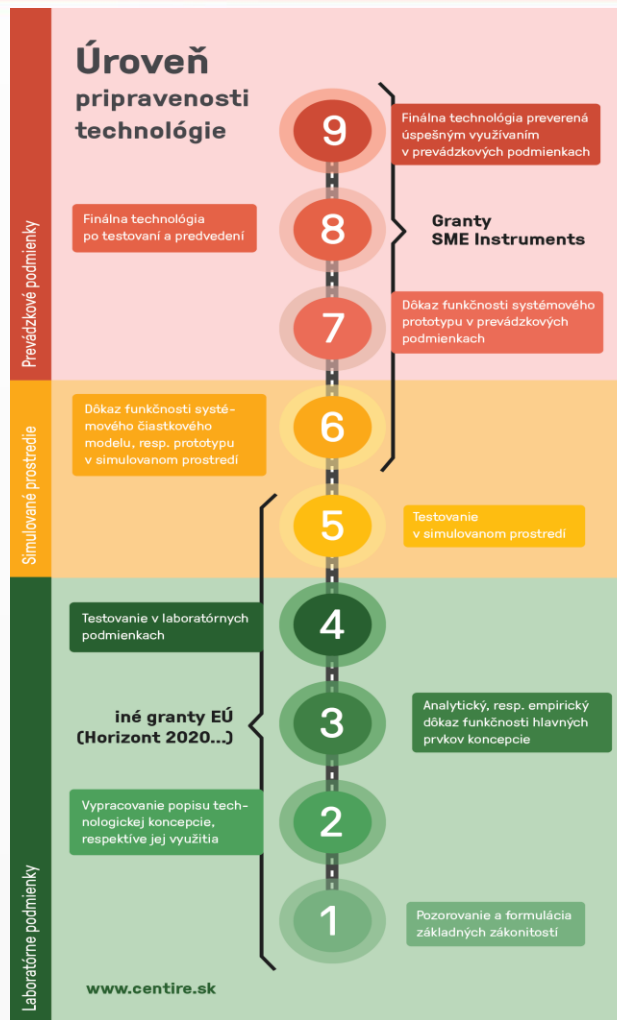 Úroveň
pripravenosti
technológie
9
Finálna technológia preverená
úspešným využívaním
v prevádzkových podmienkach
Finálna technológia
po testovaní a predvedení
8
Granty
SME Instruments
7
Dôkaz funkčnosti systémového
prototypu v prevádzkových
podmienkach
Prevádzkové podmienky
Dôkaz funkčnosti systé-
mového čiastkového
modelu, resp. prototypu
v simulovanom prostredí
6
5
Testovanie
v simulovanom prostredí
Simulované prostredie
Testovanie v laboratórnych
podmienkach
4
iné granty EÚ
(Horizont 2020...)
3
Analytický, resp. empirický
dôkaz funkčnosti hlavných
prvkov koncepcie
Vypracovanie popisu tech-
nologickej koncepcie,
respektíve jej využitia
2
1
Pozorovanie a formulácia
základných zákonitostí
Laboratórne podmienky
www.centire.sk